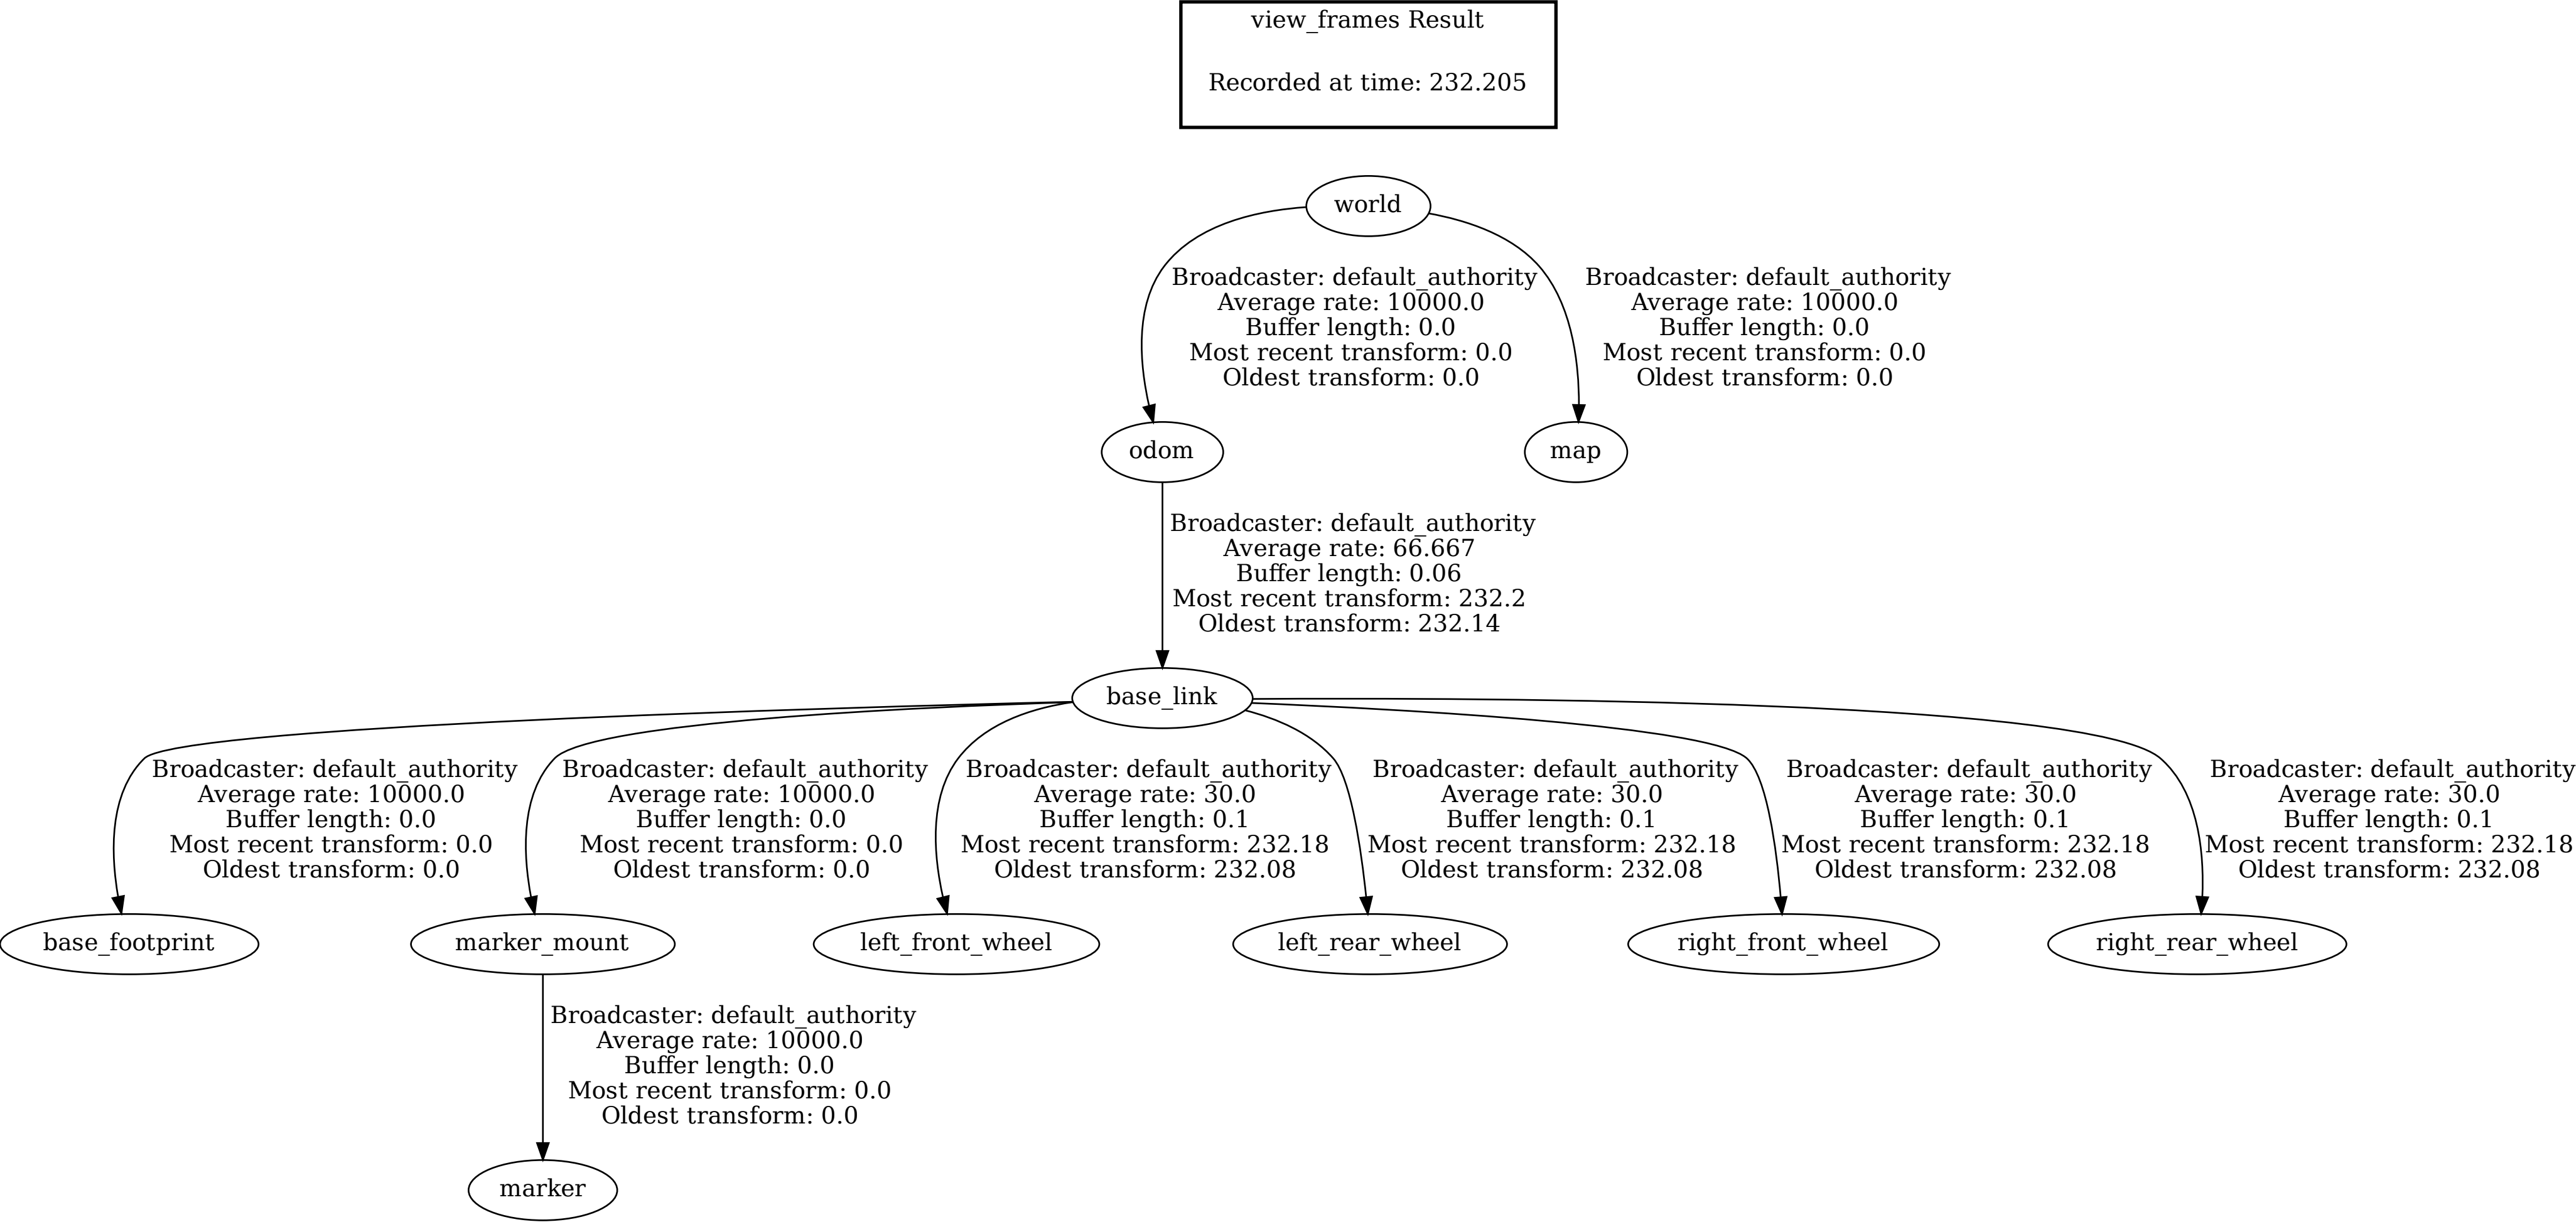 view_frames Result
Recorded at time: 232.205
world
Broadcaster: default_authority
Average rate: 10000.0
Buffer length: 0.0
Most recent transform: 0.0
Oldest transform: 0.0
Broadcaster: default_authority
Average rate: 10000.0
Buffer length: 0.0
Most recent transform: 0.0
Oldest transform: 0.0
odom
map
Broadcaster: default_authority
Average rate: 66.667
Buffer length: 0.06
Most recent transform: 232.2
Oldest transform: 232.14
base_link
Broadcaster: default_authority
Average rate: 10000.0
Buffer length: 0.0
Most recent transform: 0.0
Oldest transform: 0.0
Broadcaster: default_authority
Average rate: 10000.0
Buffer length: 0.0
Most recent transform: 0.0
Oldest transform: 0.0
Broadcaster: default_authority
Average rate: 30.0
Buffer length: 0.1
Most recent transform: 232.18
Oldest transform: 232.08
Broadcaster: default_authority
Average rate: 30.0
Buffer length: 0.1
Most recent transform: 232.18
Oldest transform: 232.08
Broadcaster: default_authority
Average rate: 30.0
Buffer length: 0.1
Most recent transform: 232.18
Oldest transform: 232.08
Broadcaster: default_authority
Average rate: 30.0
Buffer length: 0.1
Most recent transform: 232.18
Oldest transform: 232.08
base_footprint
marker_mount
left_front_wheel
left_rear_wheel
right_front_wheel
right_rear_wheel
Broadcaster: default_authority
Average rate: 10000.0
Buffer length: 0.0
Most recent transform: 0.0
Oldest transform: 0.0
marker